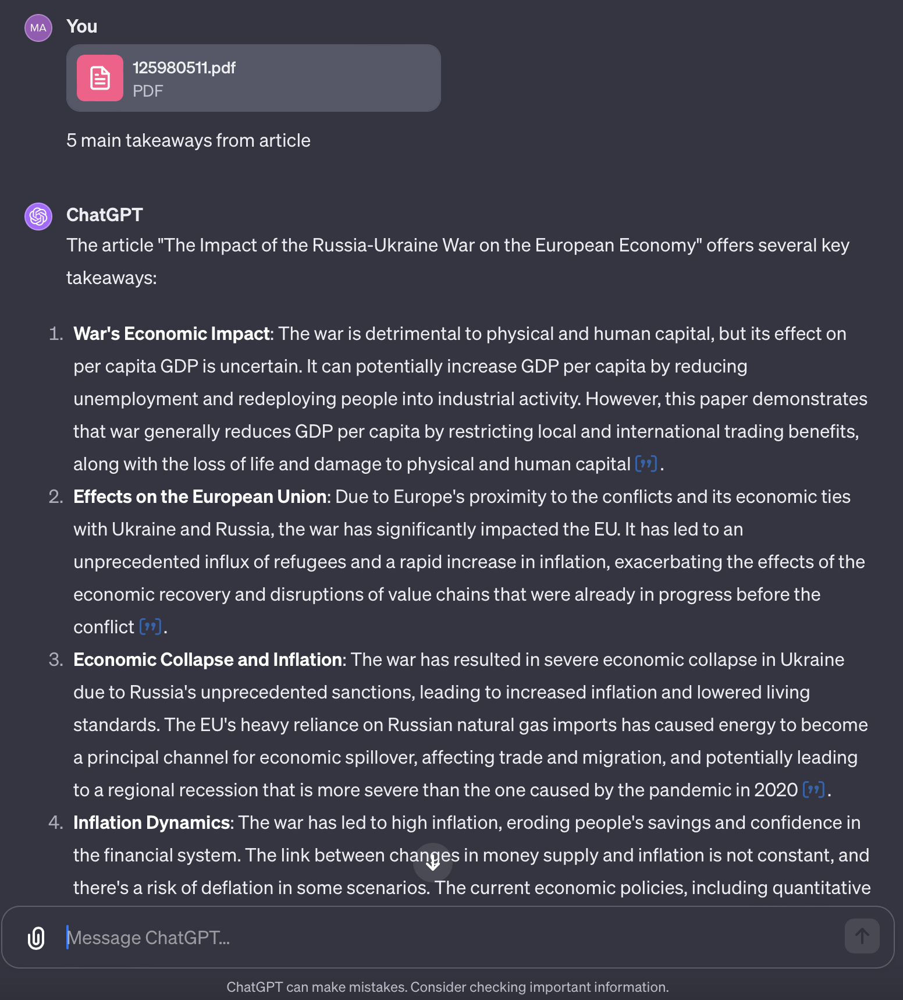 MA
You
125980511.pdf
PDF
5 main takeaways from article
ChatGPT
The article "The Impact of the Russia-Ukraine War on the European Economy" offers several key
takeaways:
1. War's Economic Impact: The war is detrimental to physical and human capital, but its effect on
per capita GDP is uncertain. It can potentially increase GDP per capita by reducing
unemployment and redeploying people into industrial activity. However, this paper demonstrates
that war generally reduces GDP per capita by restricting local and international trading benefits,
along with the loss of life and damage to physical and human capital [”].
2. Effects on the European Union: Due to Europe's proximity to the conflicts and its economic ties
with Ukraine and Russia, the war has significantly impacted the EU. It has led to an
unprecedented influx of refugees and a rapid increase in inflation, exacerbating the effects of the
economic recovery and disruptions of value chains that were already in progress before the
conflict [”].
3. Economic Collapse and Inflation: The war has resulted in severe economic collapse in Ukraine
due to Russia's unprecedented sanctions, leading to increased inflation and lowered living
standards. The EU's heavy reliance on Russian natural gas imports has caused energy to become
a principal channel for economic spillover, affecting trade and migration, and potentially leading
to a regional recession that is more severe than the one caused by the pandemic in 2020 [”].
4. Inflation Dynamics: The war has led to high inflation, eroding people's savings and confidence in
the financial system. The link between changes in money supply and inflation is not constant, and
there's a risk of deflation in some scenarios. The current economic policies, including quantitative
Message ChatGPT...
ChatGPT can make mistakes. Consider checking important information.